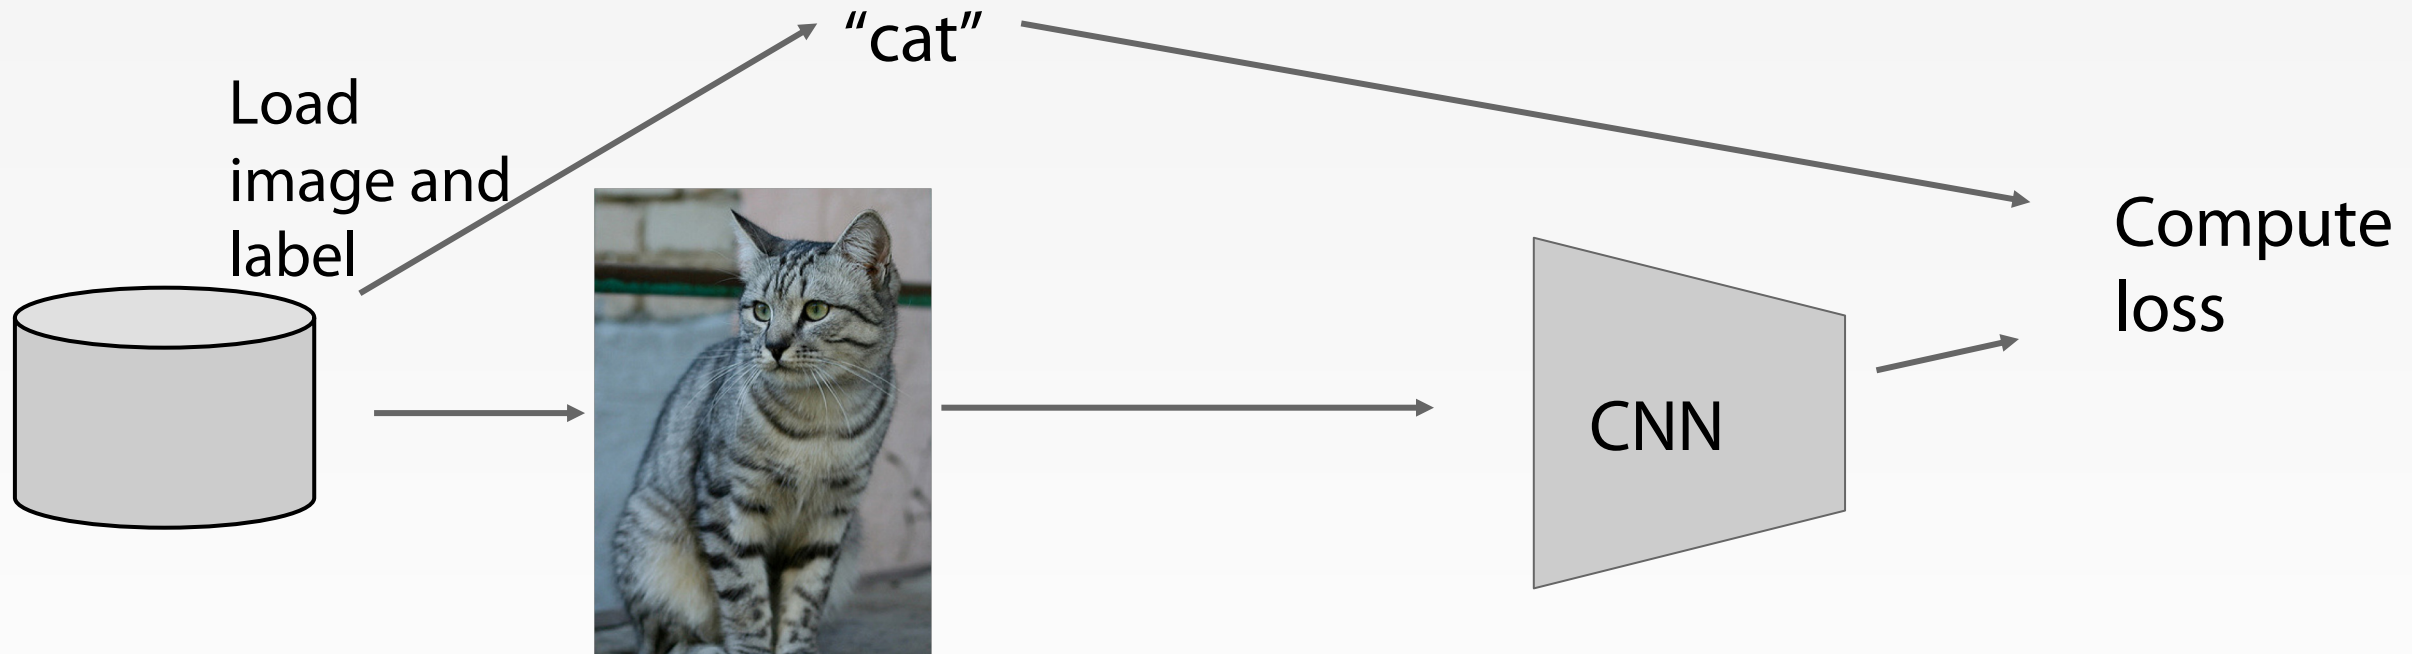 “cat”
Load
image and
label
Compute
loss
CNN